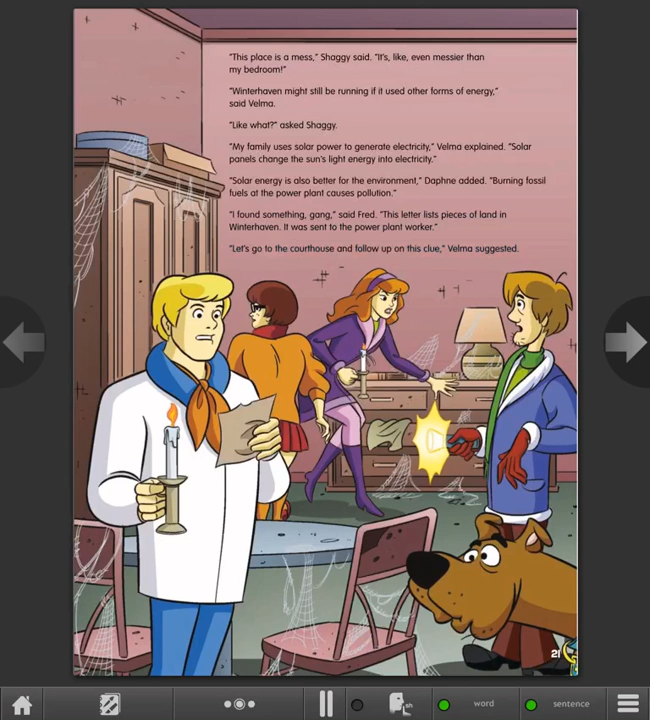 “This place is a mess,” Shaggy said. “It’s, like, even messier than
my bedroom!”
“Winterhaven might still be running if it used other forms of energy,”
said Velma.
“Like what?” asked Shaggy.
“My family uses solar power to generate electricity,” Velma explained. “Solar
panels change the sun’s light energy into electricity.”
“Solar energy is also better for the environment,” Daphne added. “Burning fossil
fuels at the power plant causes pollution.”
“I found something, gang,” said Fred. “This letter lists pieces of land in
Winterhaven. It was sent to the power plant worker.”
“Let’s go to the courthouse and follow up on this clue,” Velma suggested.
21
sh
word
sentence